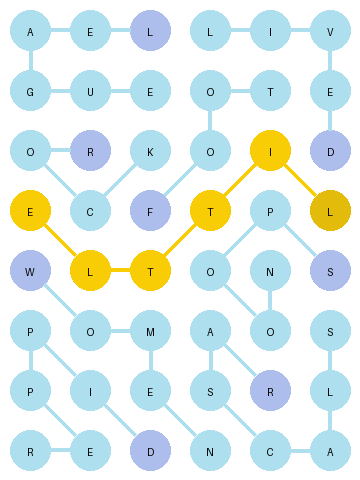 A E L L I V
G U E O T E
O R K O I D
E C F T P L
W L T O N S
P O M A O S
P I E S R L
R E D N C A